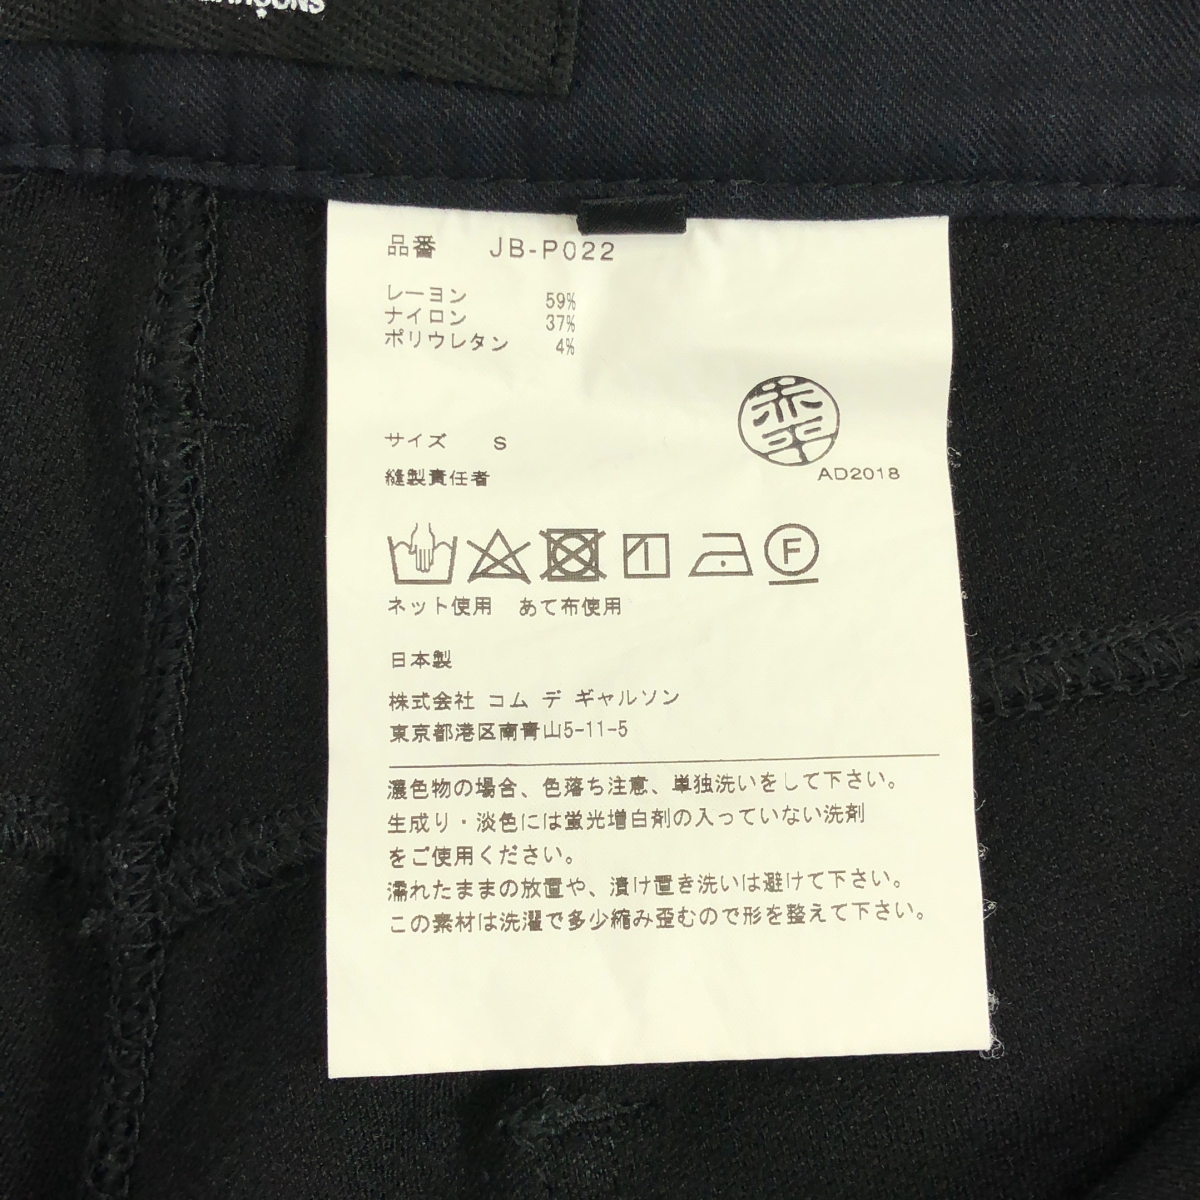 GARÇONS
品番 JB-P022
レーヨン 59%
ナイロン 37%
ポリウレタン 4%
サイズ S
縫製責任者
AD2018
F
ネット使用 あて布使用
日本製
株式会社 コム デ ギャルソン
東京都港区南青山5-11-5
濃色物の場合、色落ち注意、単独洗いをして下さい。
生成り・淡色には蛍光増白剤の入っていない洗剤
をご使用ください。
濡れたままの放置や、漬け置き洗いは避けて下さい。
この素材は洗濯で多少縮み歪むので形を整えて下さい。